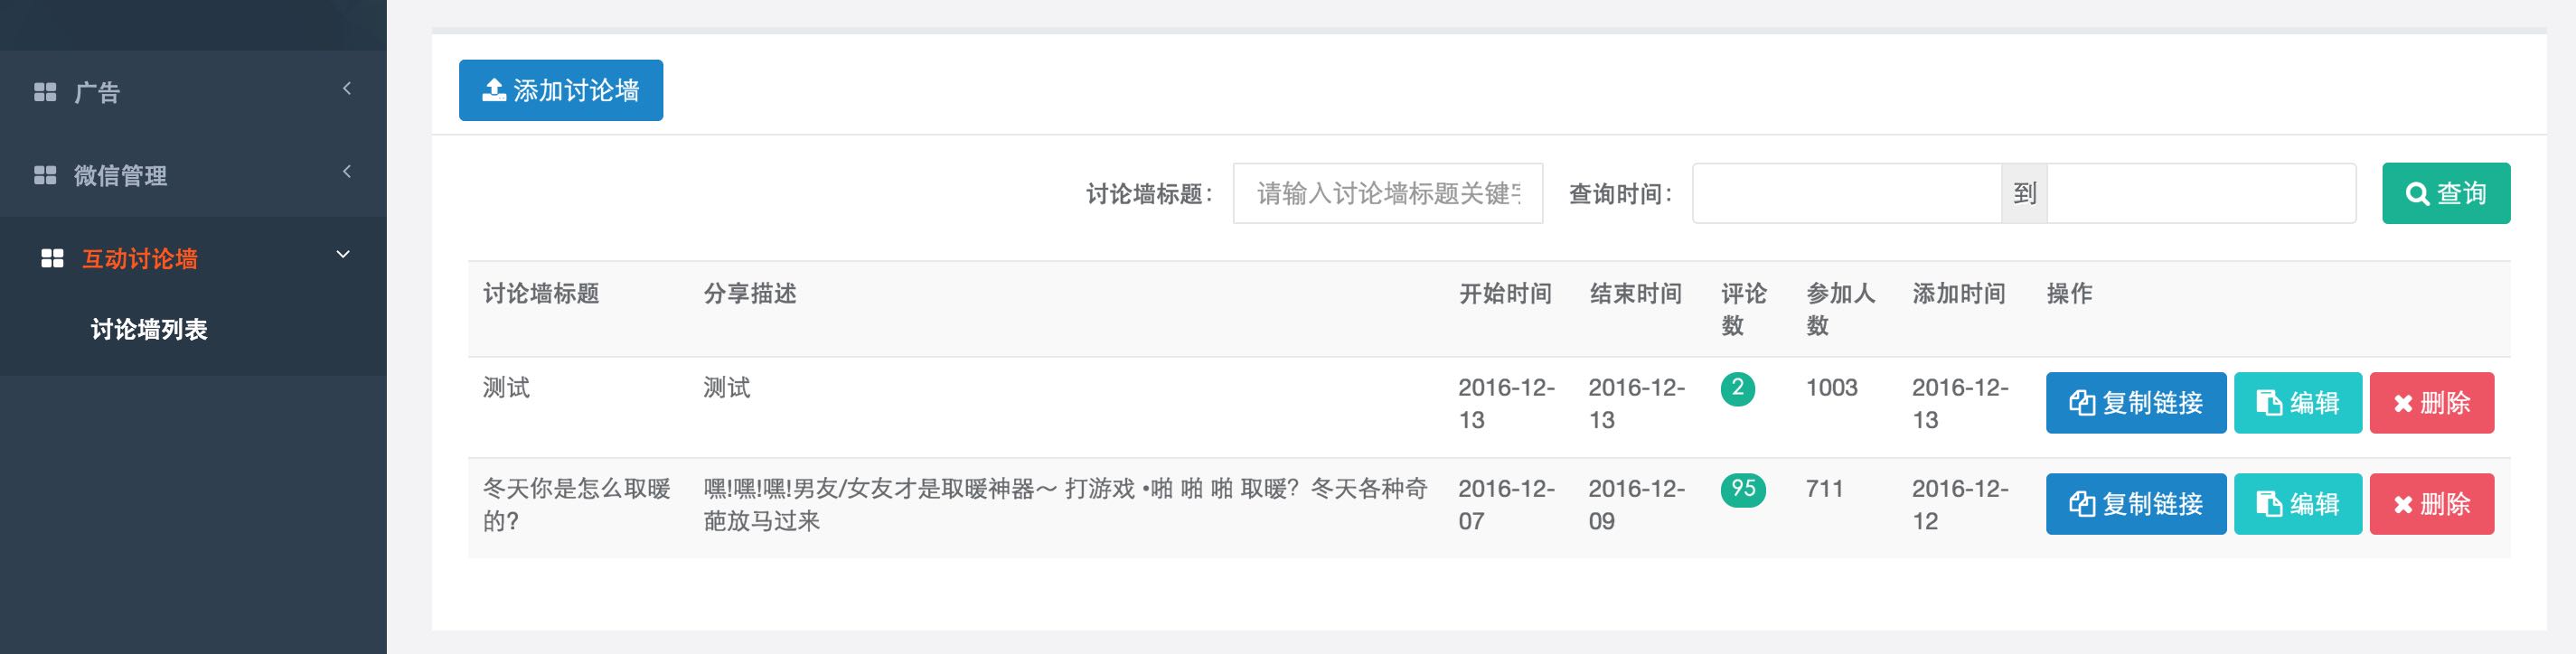 广告
微信管理
互动讨论墙
讨论墙列表
添加讨论墙
讨论墙标题： 请输入讨论墙标题关键 查询时间： 到 查询
讨论墙标题 分享描述 开始时间 结束时间 评论 参加人 添加时间 操作
数 数
测试 测试 2016-12- 2016-12- 2 1003 2016-12- 复制链接 编辑 删除
13 13 13
冬天你是怎么取暖 嘿!嘿!嘿!男友/女友才是取暖神器～ 打游戏 •啪 啪 啪 取暖？冬天各种奇 2016-12- 2016-12- 95 711 2016-12- 复制链接 编辑 删除
的? 葩放马过来 07 09 12